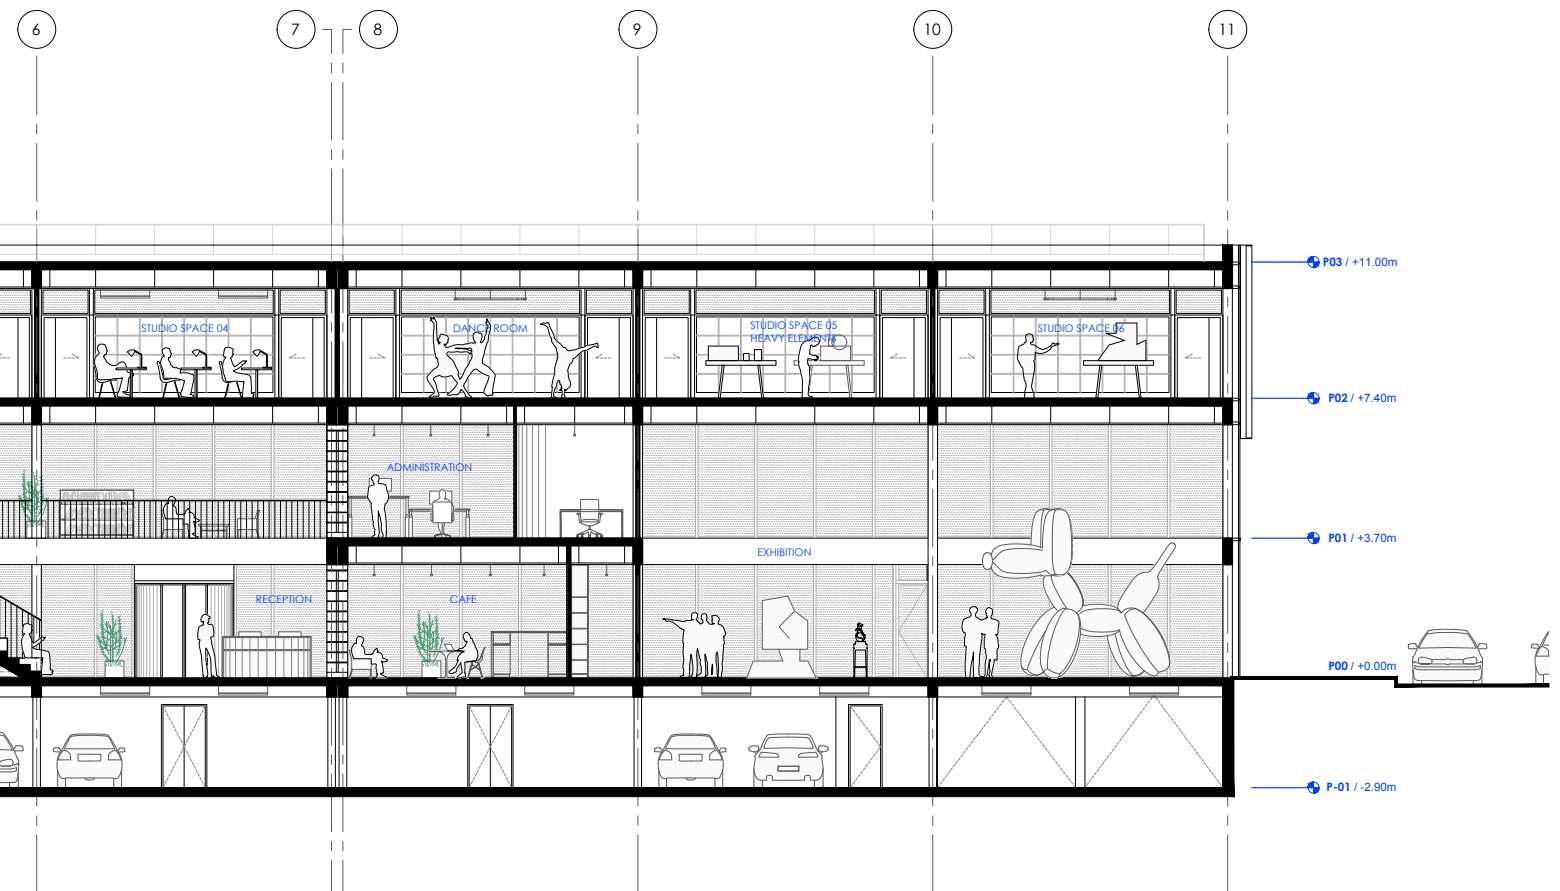 6
7
8
9
10
11
P03 / +11.00m
STUDIO SPACE 04
DANCE ROOM
STUDIO SPACE 05
HEAVY ELEMENTS
STUDIO SPACE 06
P02 / +7.40m
ADMINISTRATION
P01 / +3.70m
EXHIBITION
RECEPTION
CAFE
P00 / +0.00m
P-01 / -2.90m